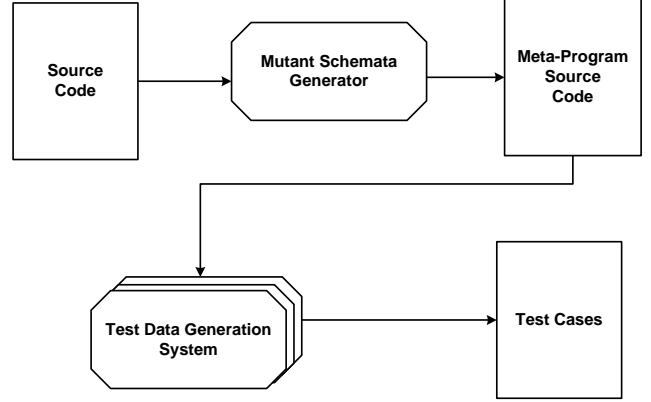 Source
Code
Mutant Schemata
Generator
Meta-Program
Source
Code
Test Data Generation
System
Test Cases